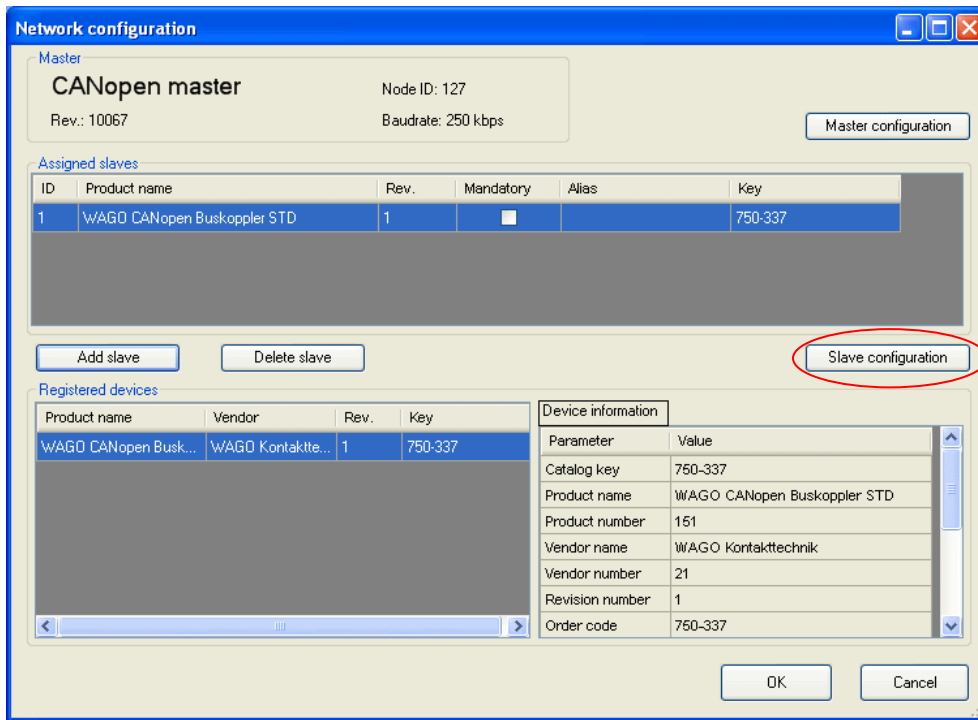 Network configuration
Master
CANopen master
Node ID: 127
Rev.: 10067
Baudrate: 250 kbps
Master configuration
Assigned slaves
ID Product name Rev. Mandatory Alias Key
1 WAGO CANopen Buskoppler STD 1 750-337
Add slave Delete slave Slave configuration
Registered devices
Product name Vendor Rev. Key
WAGO CANopen Busk... WAGO Kontaktte... 1 750-337
Device information
Parameter Value
Catalog key 750-337
Product name WAGO CANopen Buskoppler STD
Product number 151
Vendor name WAGO Kontakttechnik
Vendor number 21
Revision number 1
Order code 750-337
OK Cancel